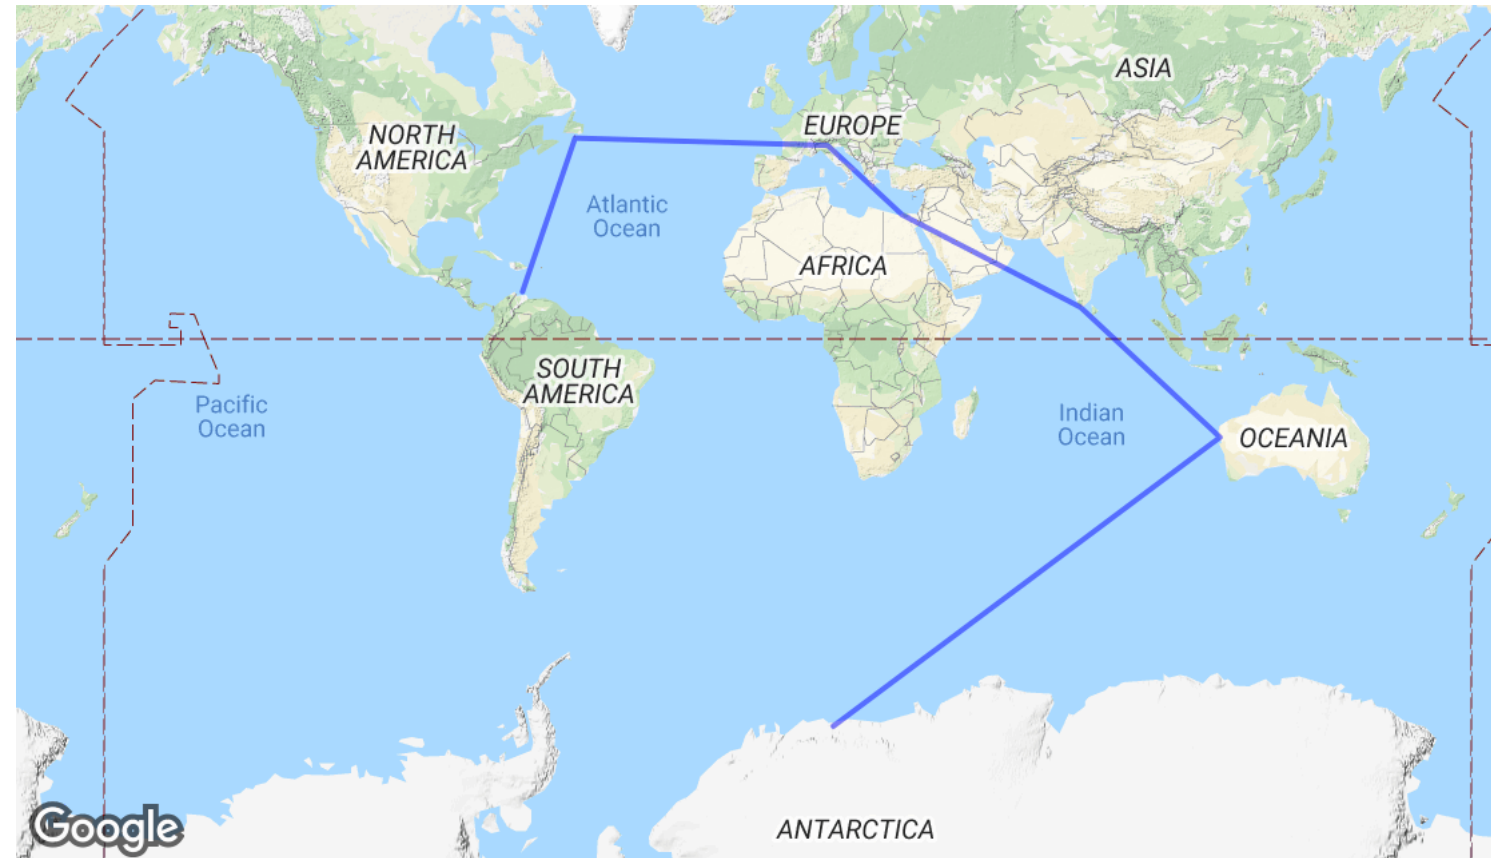 ASIA
NORTH
AMERICA
EUROPE
Atlantic
Ocean
AFRICA
SOUTH
AMERICA
Pacific
Ocean
Indian
Ocean
OCEANIA
Google
ANTARCTICA